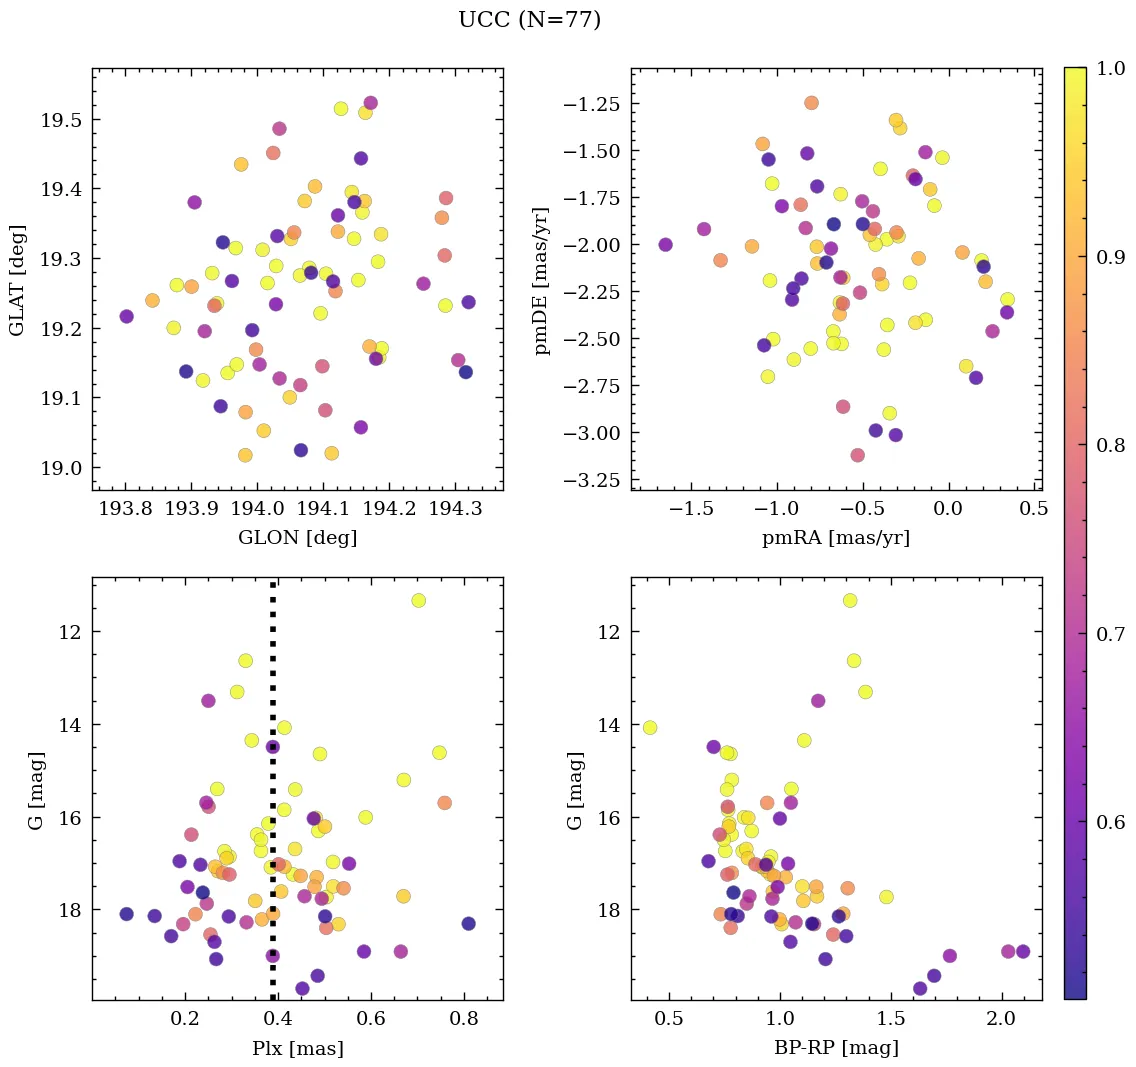 UCC (N=77)
19.5
19.4
19.3
19.2
19.1
19.0
GLAT [deg]
193.8 193.9 194.0 194.1 194.2 194.3
GLON [deg]
−1.25
−1.50
−1.75
−2.00
−2.25
−2.50
−2.75
−3.00
−3.25
pmDE [mas/yr]
−1.5 −1.0 −0.5 0.0 0.5
pmRA [mas/yr]
1.0
0.9
0.8
0.7
0.6
12
14
16
18
G [mag]
0.2 0.4 0.6 0.8
Plx [mas]
12
14
16
18
G [mag]
0.5 1.0 1.5 2.0
BP-RP [mag]